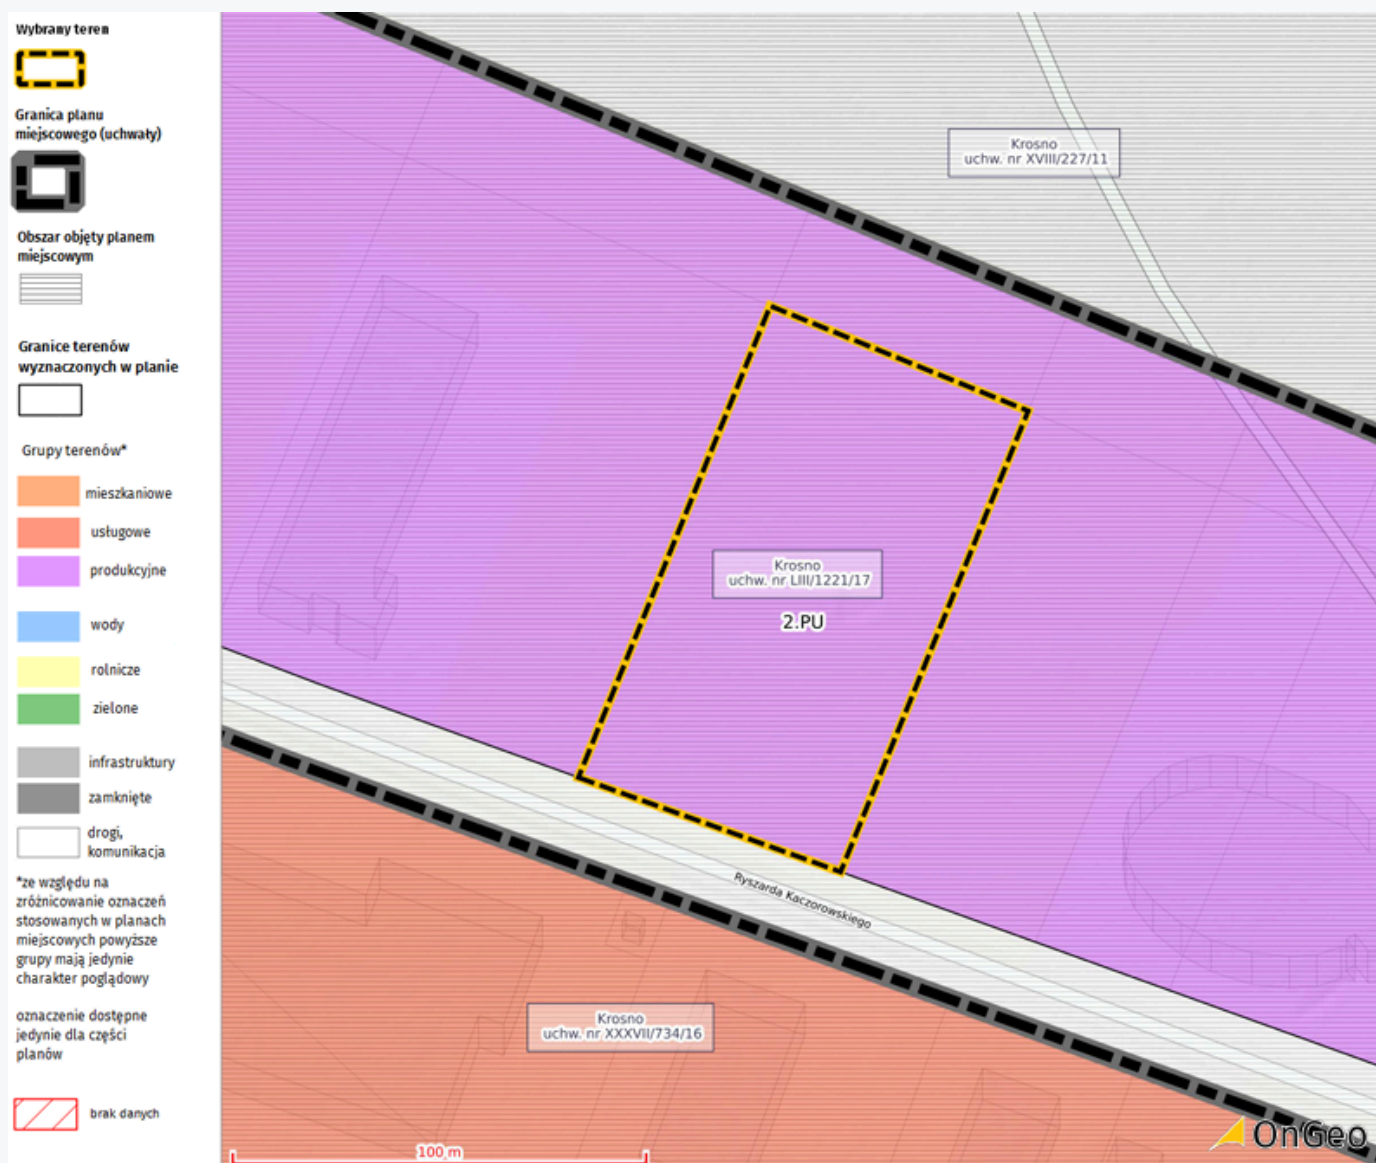 Wybrany teren
Granica planu
miejscowego (uchwały)
Obszar objęty planem
miejscowym
Granice terenów
wyznaczonych w planie
Grupy terenów*
mieszkaniowe
usługowe
produkcyjne
wody
rolnicze
zielone
infrastruktury
zamknięte
drogi,
komunikacja
*ze względu na
zróżnicowanie oznaczeń
stosowanych w planach
miejscowych powyższe
grupy mają jedynie
charakter poglądowy
oznaczenie dostępne
jedynie dla części
planów
brak danych
Krosno
uchw. nr XVIII/227/11
Krosno
uchw. nr LIII/1221/17
2.PU
Ryszarda Kaczorowskiego
Krosno
uchw. nr XXXVII/734/16
100 m
OnGeo